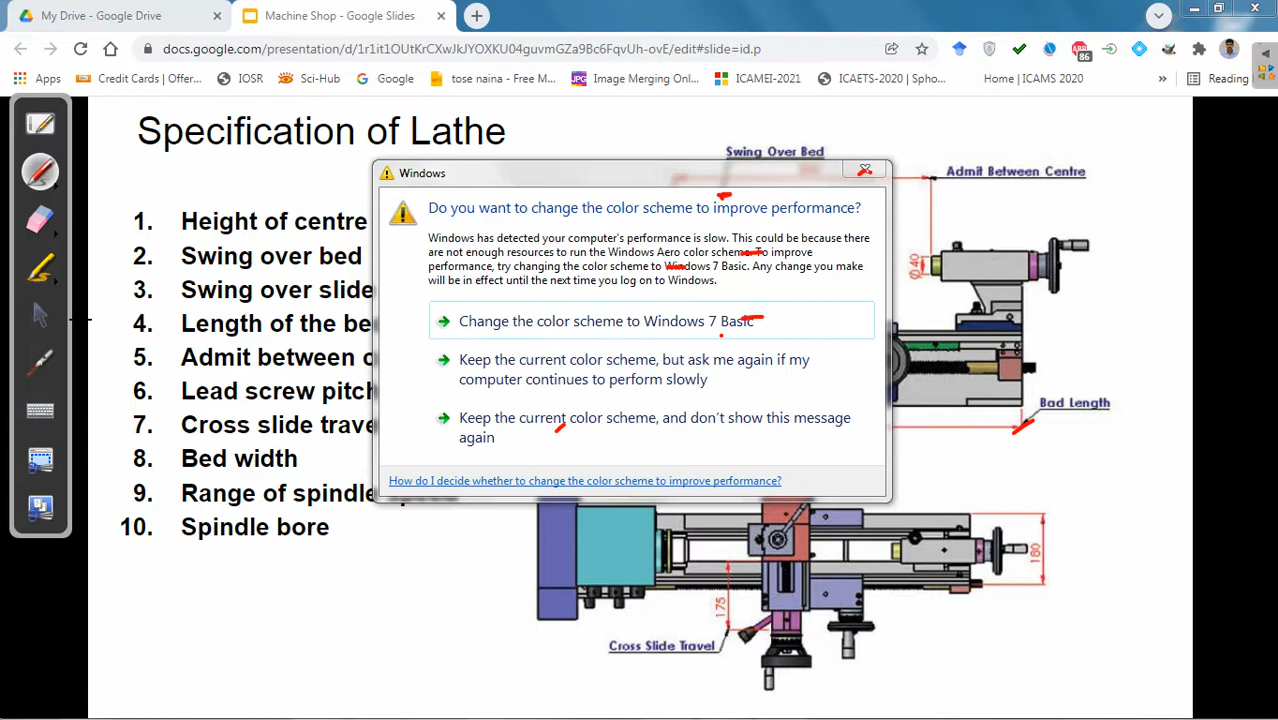 My Drive - Google Drive
Machine Shop - Google Slides
docs.google.com/presentation/d/1r1it1OUtKrCXwJkJYOXKU04guvmGZa9Bc6FqvUh-ovE/edit#slide=id.p
86
Apps
Credit Cards | Offer...
IOSR
Sci-Hub
Google
tose naina - Free M...
JPG
Image Merging Onl...
ICAMEI-2021
ICAETS-2020 | Spho...
Home | ICAMS 2020
»
Reading
Specification of Lathe
1. Height of centre
2. Swing over bed
3. Swing over slide
4. Length of the be
5. Admit between c
6. Lead screw pitch
7. Cross slide trave
8. Bed width
9. Range of spindle
10. Spindle bore
Swing Over Bed
Admit Between Centre
Ø40
Bad Length
180
175
Cross Slide Travel
Windows
Do you want to change the color scheme to improve performance?
Windows has detected your computer's performance is slow. This could be because there
are not enough resources to run the Windows Aero color scheme. To improve
performance, try changing the color scheme to Windows 7 Basic. Any change you make
will be in effect until the next time you log on to Windows.
Change the color scheme to Windows 7 Basic
Keep the current color scheme, but ask me again if my
computer continues to perform slowly
Keep the current color scheme, and don't show this message
again
How do I decide whether to change the color scheme to improve performance?